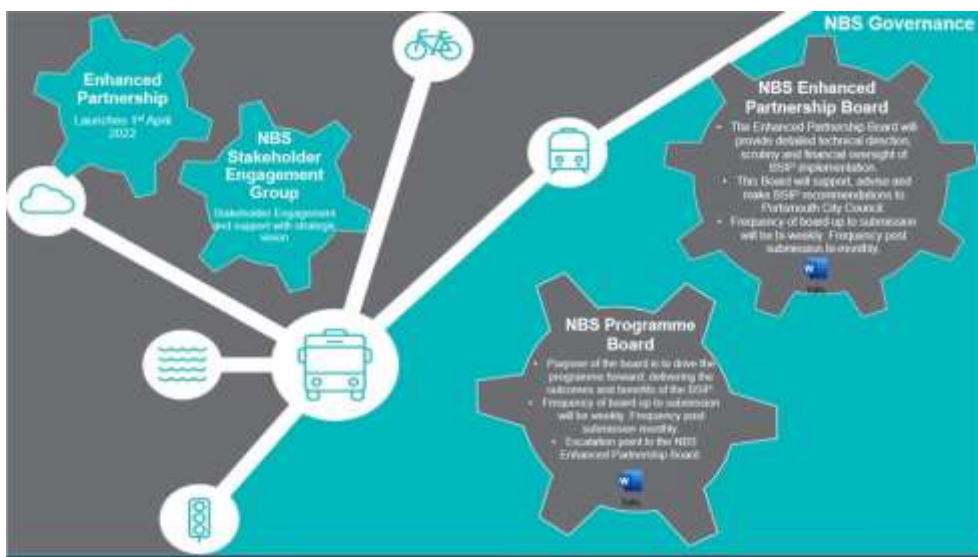 NBS Governance
Enhanced
Partnership
Launches 1st April
2022
NBS
Stakeholder
Engagement
Group
Stakeholder Engagement
and support with strategic
vision
NBS Enhanced
Partnership Board
• The Enhanced Partnership Board will
provide detailed technical direction,
scrutiny and financial oversight of
BSIP implementation.
• This Board will support, advise and
make BSIP recommendations to
Portsmouth City Council.
• Frequency of board up to submission
will be bi-weekly. Frequency post
submission bi-monthly.
W
NBS Programme
Board
• Purpose of the board is to drive the
programme forward, delivering the
outcomes and benefits of the BSIP
• Frequency of board up to submission
will be weekly. Frequency post
submission monthly.
• Escalation point to the NBS
Enhanced Partnership Board.
W